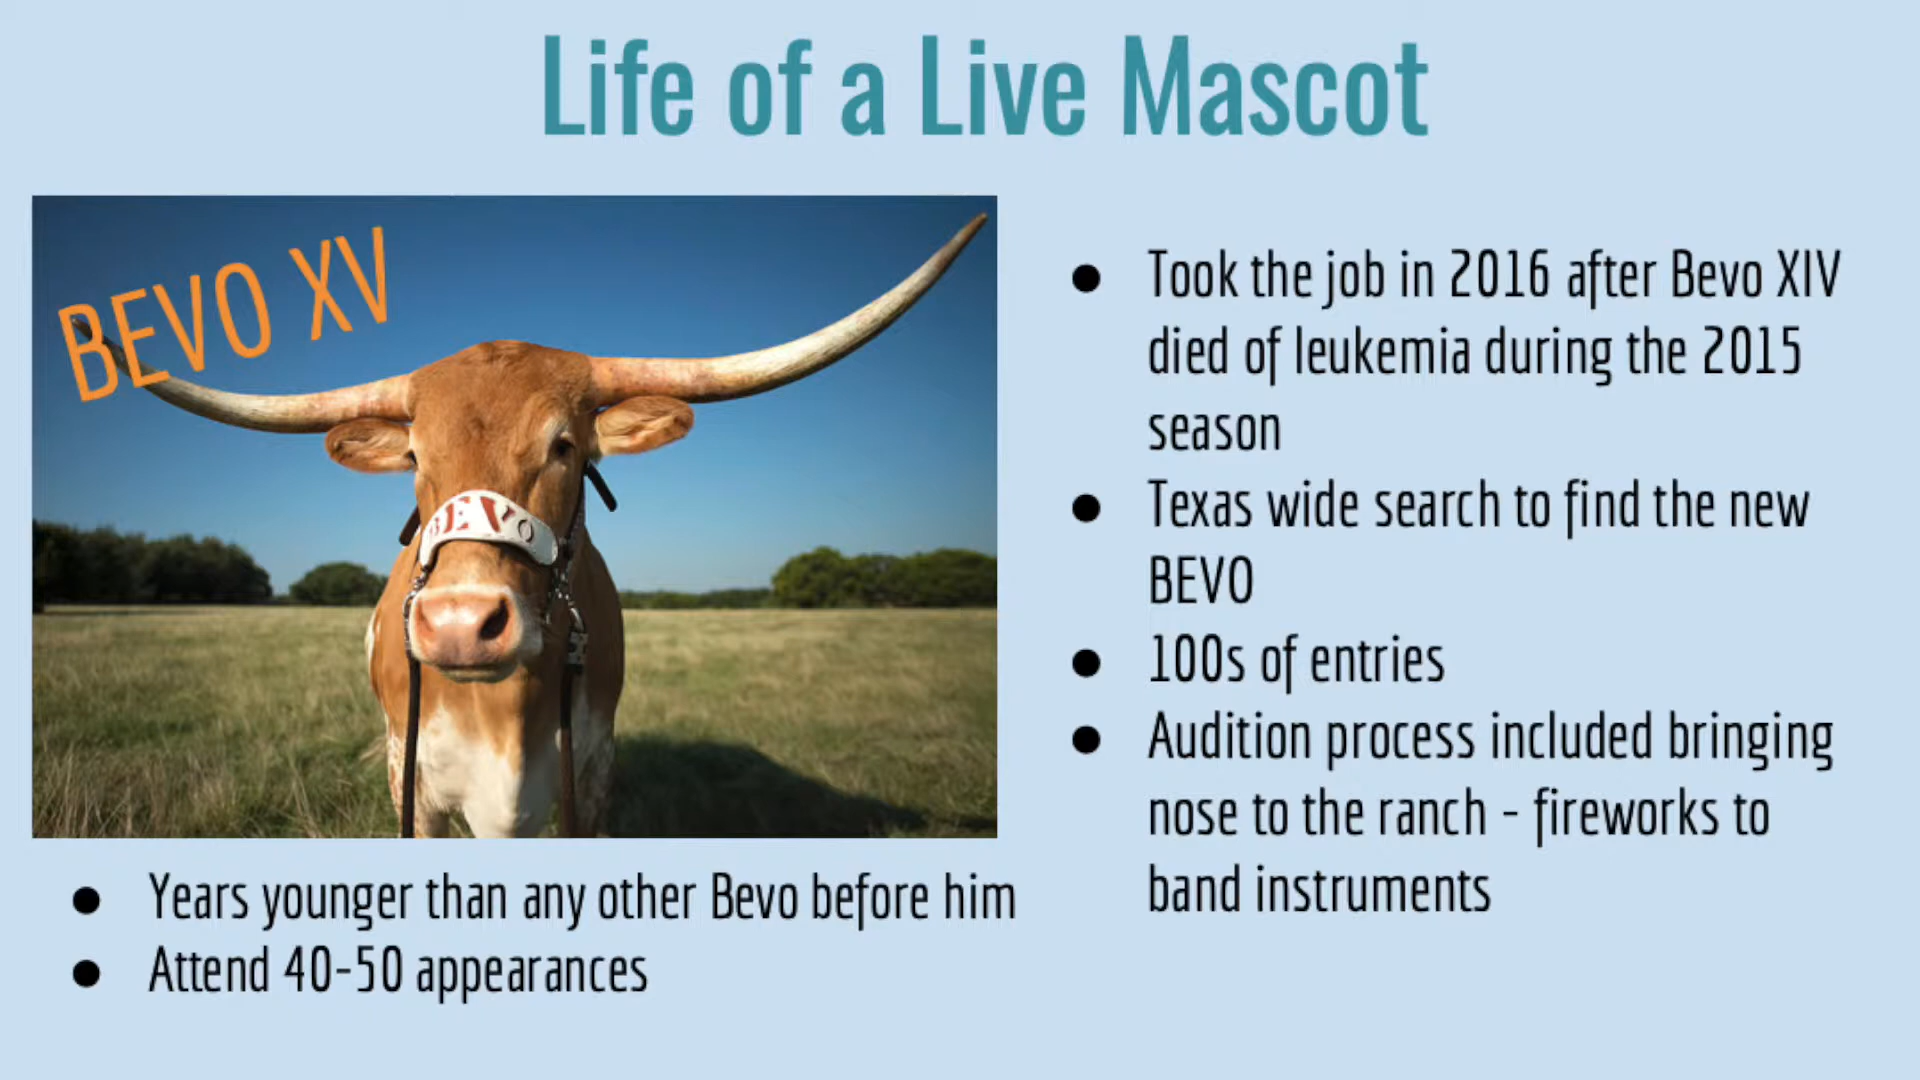 Life of a Live Mascot
BEVO XV
BEVO
Took the job in 2016 after Bevo XIV
died of leukemia during the 2015
season
Texas wide search to find the new
BEVO
100s of entries
Audition process included bringing
nose to the ranch - fireworks to
band instruments
Years younger than any other Bevo before him
Attend 40-50 appearances